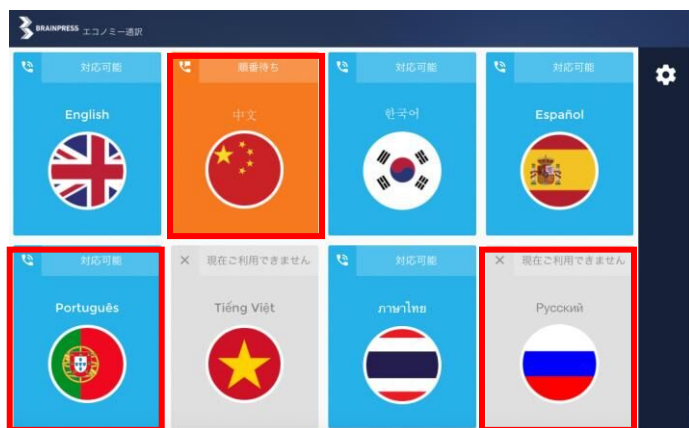 BRAINPRESS エコノミー通訳
対応可能
English
順番待ち
中文
対応可能
한국어
対応可能
Español
対応可能
Português
現在ご利用できません
Tiếng Việt
対応可能
ภาษาไทย
現在ご利用できません
Русский